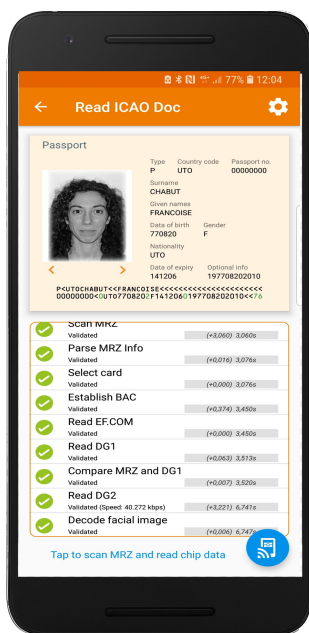 77% 12:04
Read ICAO Doc
Passport
Type Country code Passport no.
P UTO 00000000
Surname
CHABUT
Given names
FRANCOISE
Data of birth Gender
770820 F
Nationality
UTO
Data of expiry Optional info
141206 197708202010
P<UTOCHABUT<<FRANCOISE<<<<<<<<<<<<<<<<<<<<<<
00000000<0UTO7708202F1412060197708202010<<76
Scan MRZ
Validated (+3,060) 3,060s
Parse MRZ Info
Validated (+0,016) 3,076s
Select card
Validated (+0,000) 3,076s
Establish BAC
Validated (+0,374) 3,450s
Read EF.COM
Validated (+0,000) 3,450s
Read DG1
Validated (+0,063) 3,513s
Compare MRZ and DG1
Validated (+0,007) 3,520s
Read DG2
Validated (Speed: 40.272 kbps) (+3,221) 6,741s
Decode facial image
Validated (+0,006) 6,747s
Tap to scan MRZ and read chip data